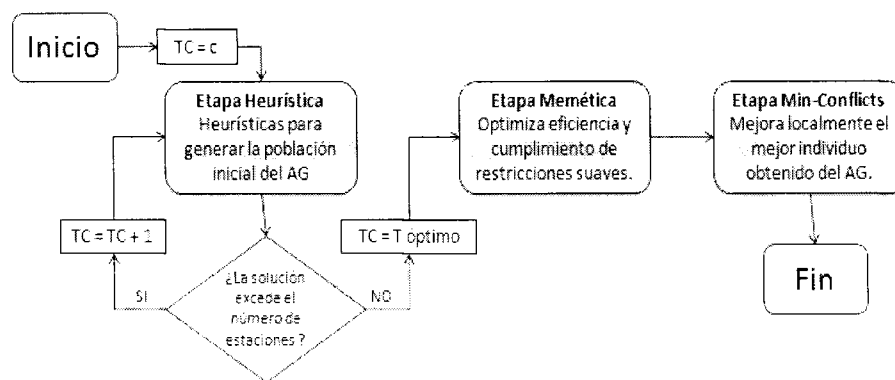 Inicio
TC = c
Etapa Heurística
Heurísticas para
generar la población
inicial del AG
Etapa Memética
Optimiza eficiencia y
cumplimiento de
restricciones suaves.
Etapa Min-Conflicts
Mejora localmente el
mejor individuo
obtenido del AG.
TC = TC + 1
TC = T optimo
¿La solución
excede el
número de
estaciones ?
SI
NO
Fin